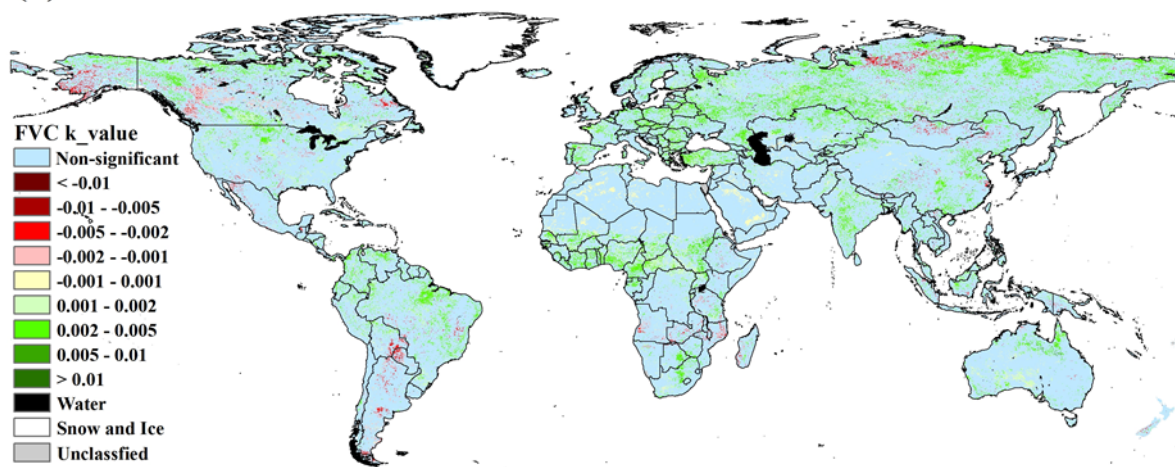 FVC k_value
Non-significant
< -0.01
-0.01 - -0.005
-0.005 - -0.002
-0.002 - -0.001
-0.001 - 0.001
0.001 - 0.002
0.002 - 0.005
0.005 - 0.01
> 0.01
Water
Snow and Ice
Unclassfied